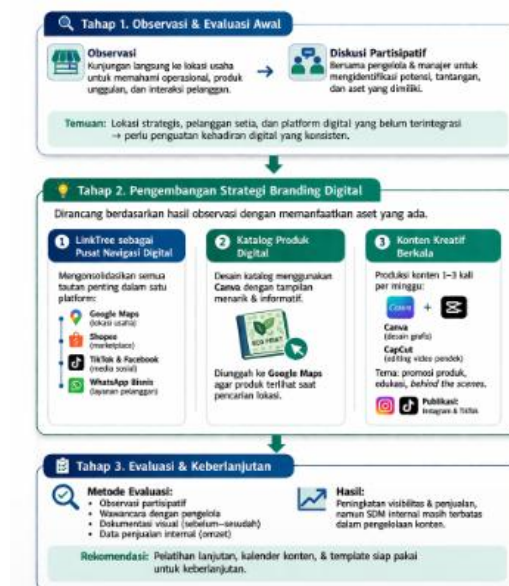 Tahap 1. Observasi & Evaluasi Awal
Observasi
Kunjungan langsung ke lokasi usaha
untuk memahami operasional, produk
unggulan, dan interaksi pelanggan.
Diskusi Partisipatif
Bersama pengelola & manajer untuk
mengidentifikasi potensi, tantangan,
dan aset yang dimiliki.
Temuan: Lokasi strategis, pelanggan setia, dan platform digital yang belum terintegrasi
→ perlu penguatan kehadiran digital yang konsisten.
Tahap 2. Pengembangan Strategi Branding Digital
Dirancang berdasarkan hasil observasi dengan memanfaatkan aset yang ada.
1 LinkTree sebagai
Pusat Navigasi Digital
Mengonsolidasikan semua
tautan penting dalam satu
platform:
Google Maps
(lokasi usaha)
Shopee
(marketplace)
TikTok & Facebook
(media sosial)
WhatsApp Bisnis
(layanan pelanggan)
2 Katalog Produk
Digital
Desain katalog menggunakan
Canva dengan tampilan
menarik & informatif.
ECO PRINT
Diunggah ke Google Maps
agar produk terlihat saat
pencarian lokasi.
3 Konten Kreatif
Berkala
Produksi konten 1–3 kali
per minggu:
Canva +
Canva
(desain grafis)
CapCut
(editing video pendek)
Tema: promosi produk,
edukasi, behind the scenes.
Publikasi:
Instagram & TikTok
Tahap 3. Evaluasi & Keberlanjutan
Metode Evaluasi:
• Observasi partisipatif
• Wawancara dengan pengelola
• Dokumentasi visual (sebelum–sesudah)
• Data penjualan internal (omzet)
Hasil:
Peningkatan visibilitas & penjualan,
namun SDM internal masih terbatas
dalam pengelolaan konten.
Rekomendasi: Pelatihan lanjutan, kalender konten, & template siap pakai
untuk keberlanjutan.